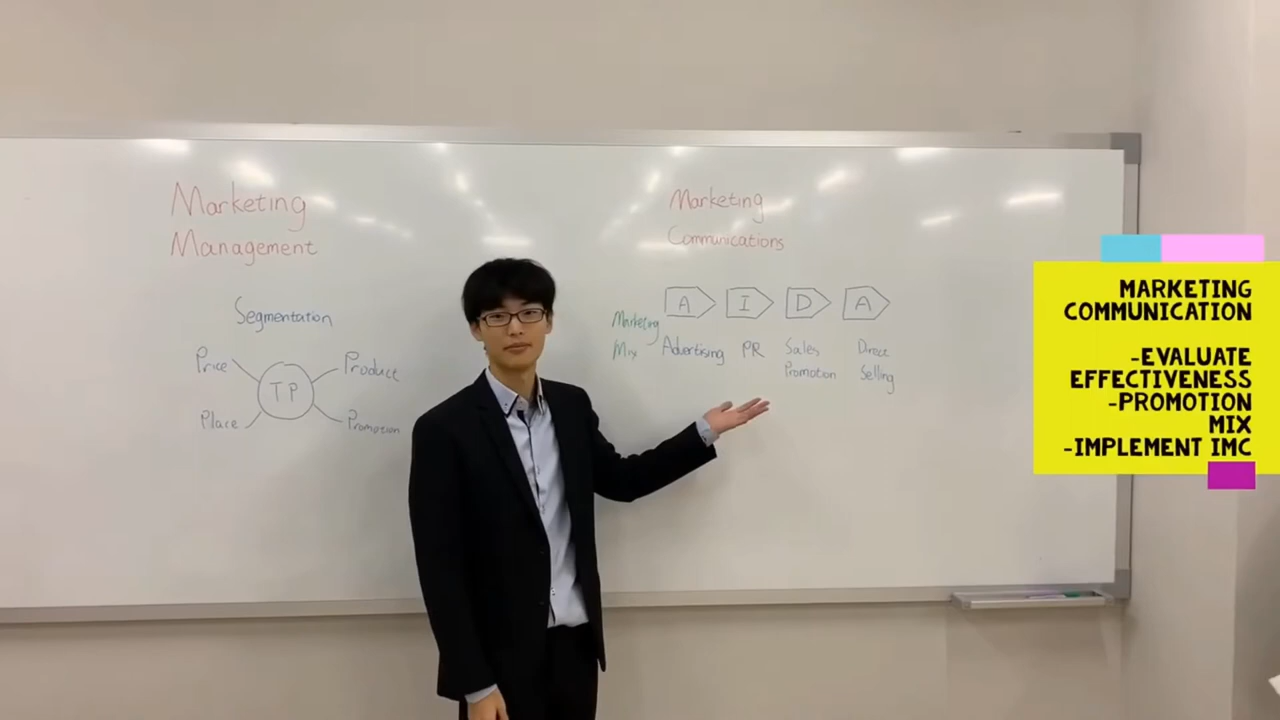 Marketing
Management
Segmentation
Price
Product
TP
Place
Promotion
Marketing
Communications
A I D A
Marketing
Mix
Advertising PR Sales
Promotion
Direct
Selling
MARKETING
COMMUNICATION
-EVALUATE
EFFECTIVENESS
-PROMOTION
MIX
-IMPLEMENT IMC